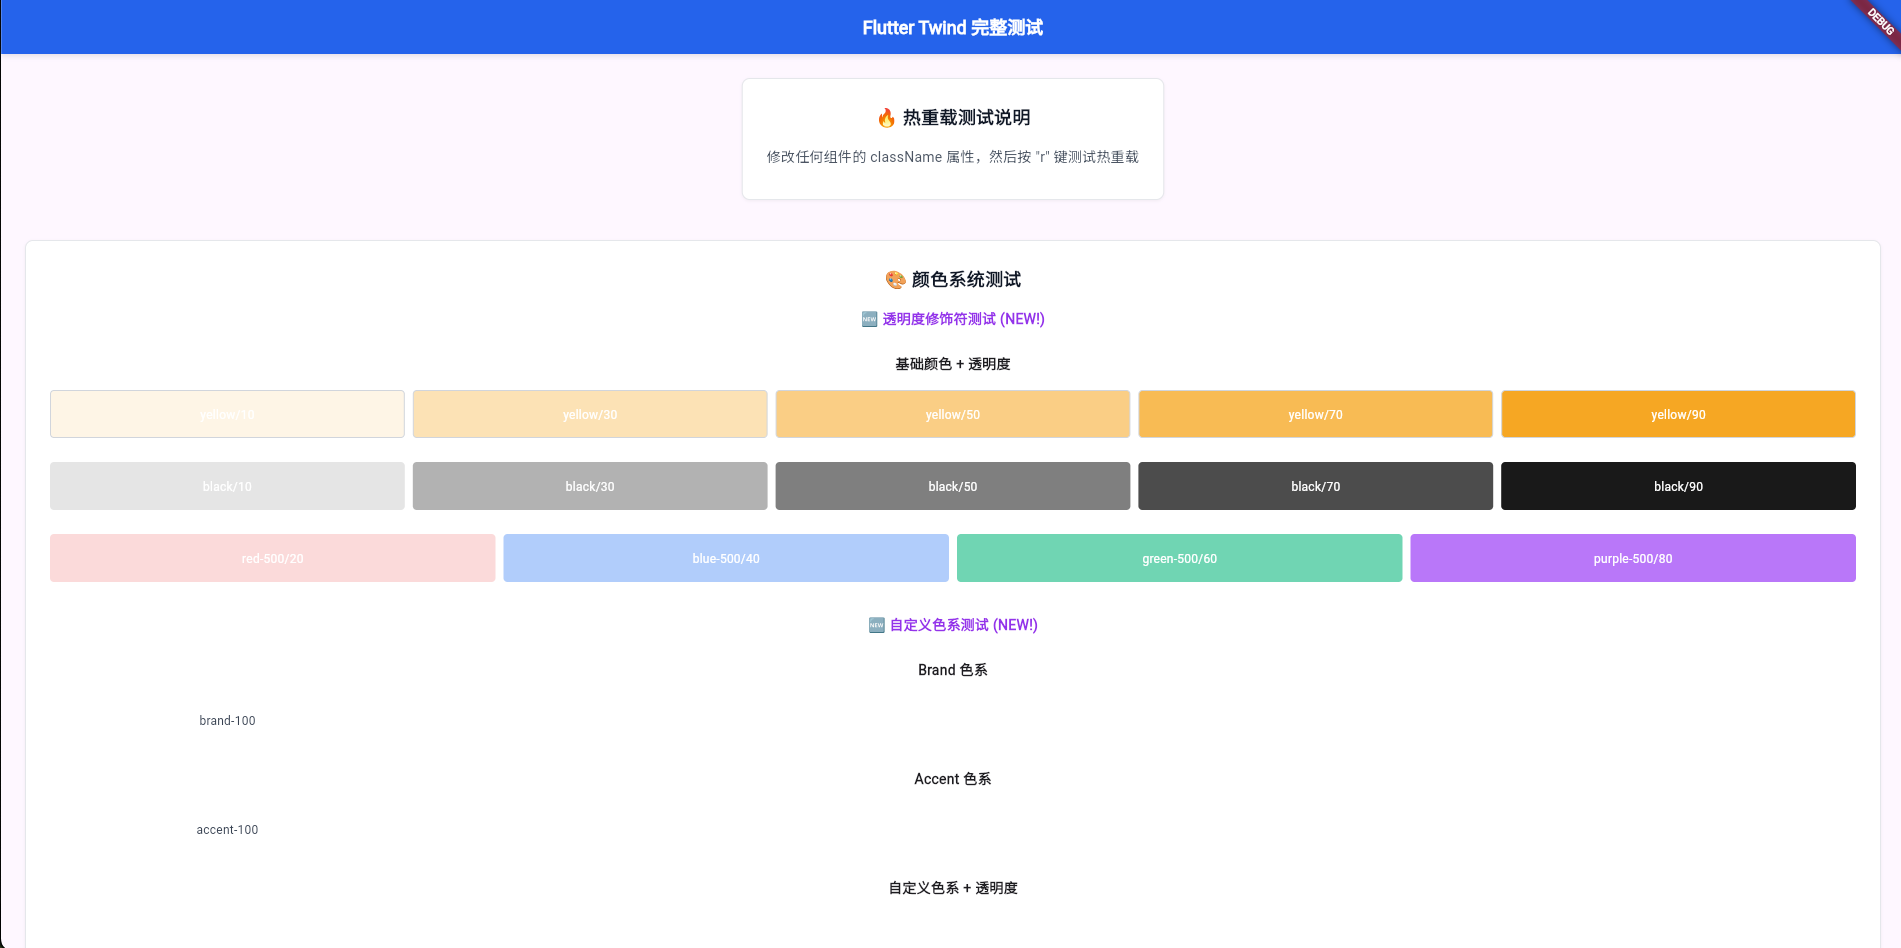 Flutter Twind 完整测试
DEBUG
🔥 热重载测试说明
修改任何组件的 className 属性，然后按 "r" 键测试热重载
🎨 颜色系统测试
🆕 透明度修饰符测试 (NEW!)
基础颜色 + 透明度
yellow/10 yellow/30 yellow/50 yellow/70 yellow/90
black/10 black/30 black/50 black/70 black/90
red-500/20 blue-500/40 green-500/60 purple-500/80
🆕 自定义色系测试 (NEW!)
Brand 色系
brand-100
Accent 色系
accent-100
自定义色系 + 透明度